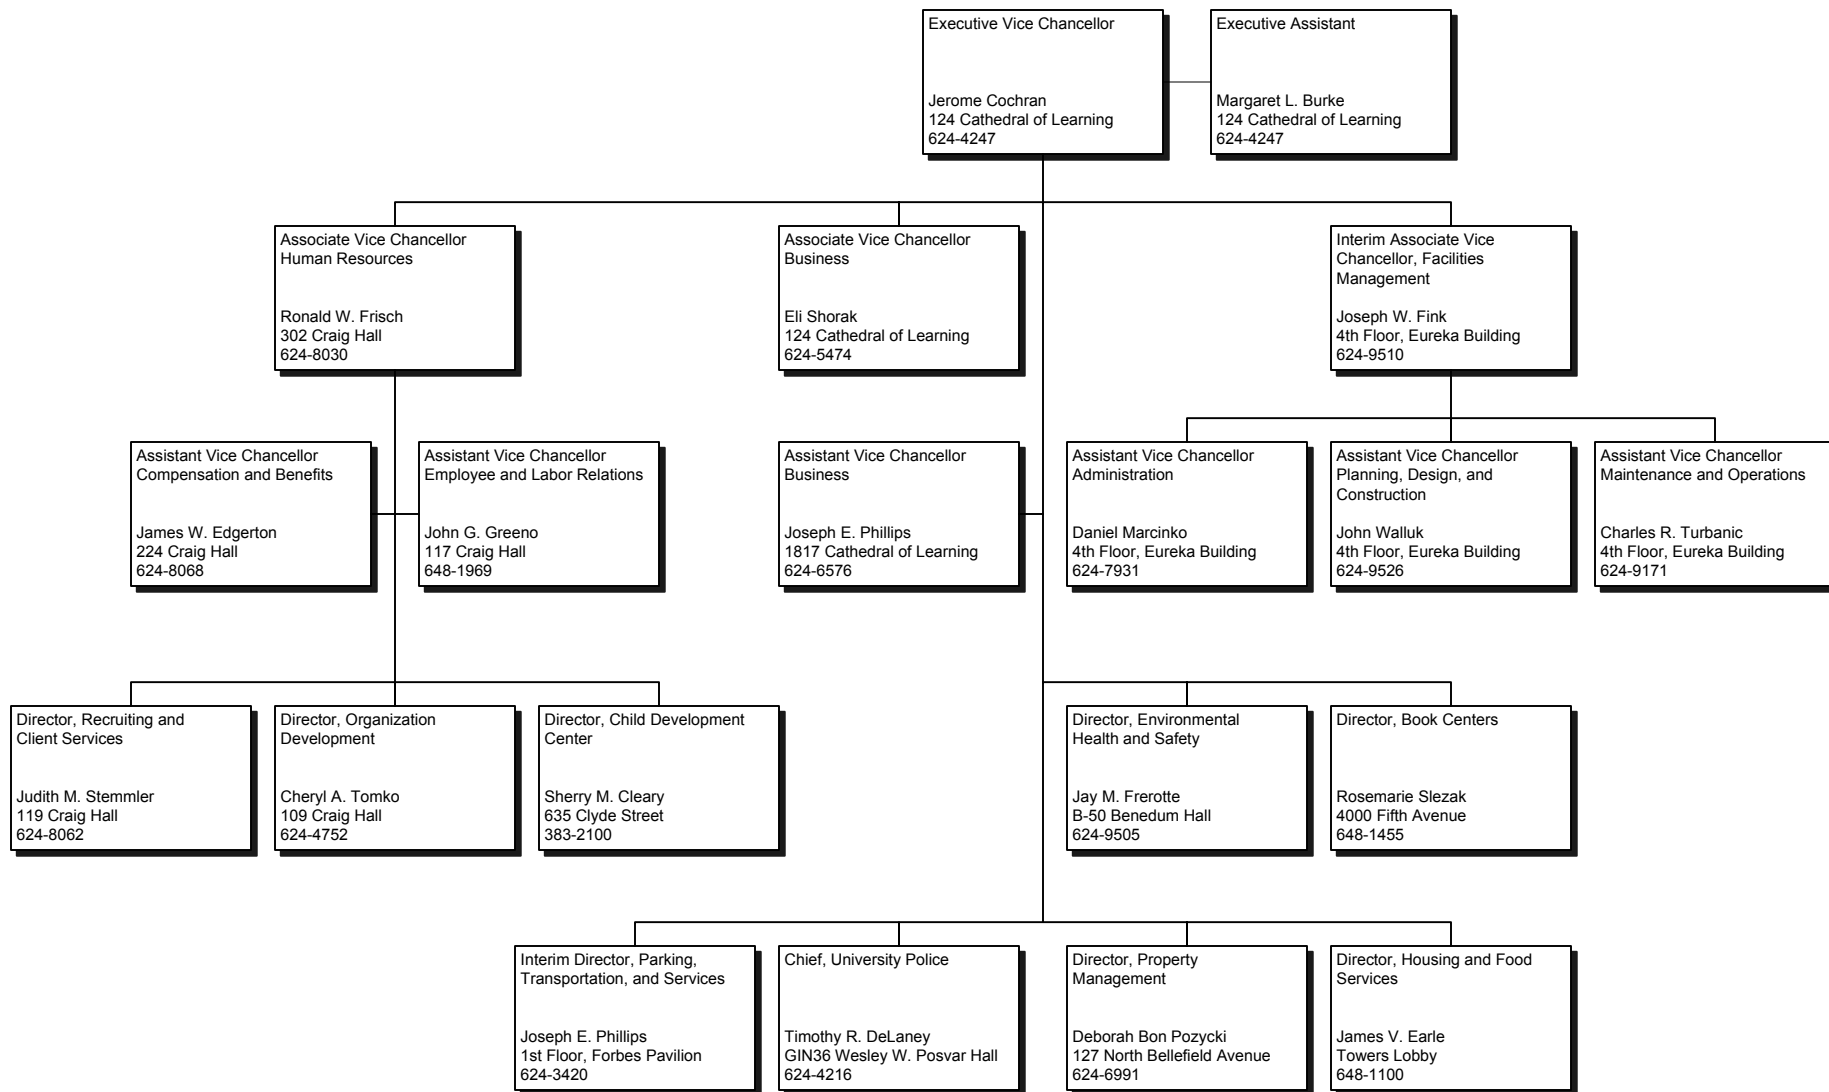 Executive Vice Chancellor
Jerome Cochran
124 Cathedral of Learning
624-4247
Executive Assistant
Margaret L. Burke
124 Cathedral of Learning
624-4247
Associate Vice Chancellor
Human Resources
Ronald W. Frisch
302 Craig Hall
624-8030
Associate Vice Chancellor
Business
Eli Shorak
124 Cathedral of Learning
624-5474
Interim Associate Vice
Chancellor, Facilities
Management
Joseph W. Fink
4th Floor, Eureka Building
624-9510
Assistant Vice Chancellor
Compensation and Benefits
James W. Edgerton
224 Craig Hall
624-8068
Assistant Vice Chancellor
Employee and Labor Relations
John G. Greeno
117 Craig Hall
648-1969
Assistant Vice Chancellor
Business
Joseph E. Phillips
1817 Cathedral of Learning
624-6576
Assistant Vice Chancellor
Administration
Daniel Marcinko
4th Floor, Eureka Building
624-7931
Assistant Vice Chancellor
Planning, Design, and
Construction
John Walluk
4th Floor, Eureka Building
624-9526
Assistant Vice Chancellor
Maintenance and Operations
Charles R. Turbanic
4th Floor, Eureka Building
624-9171
Director, Recruiting and
Client Services
Judith M. Stemmler
119 Craig Hall
624-8062
Director, Organization
Development
Cheryl A. Tomko
109 Craig Hall
624-4752
Director, Child Development
Center
Sherry M. Cleary
635 Clyde Street
383-2100
Director, Environmental
Health and Safety
Jay M. Frerotte
B-50 Benedum Hall
624-9505
Director, Book Centers
Rosemarie Slezak
4000 Fifth Avenue
648-1455
Interim Director, Parking,
Transportation, and Services
Joseph E. Phillips
1st Floor, Forbes Pavilion
624-3420
Chief, University Police
Timothy R. DeLaney
GIN36 Wesley W. Posvar Hall
624-4216
Director, Property
Management
Deborah Bon Pozycki
127 North Bellefield Avenue
624-6991
Director, Housing and Food
Services
James V. Earle
Towers Lobby
648-1100